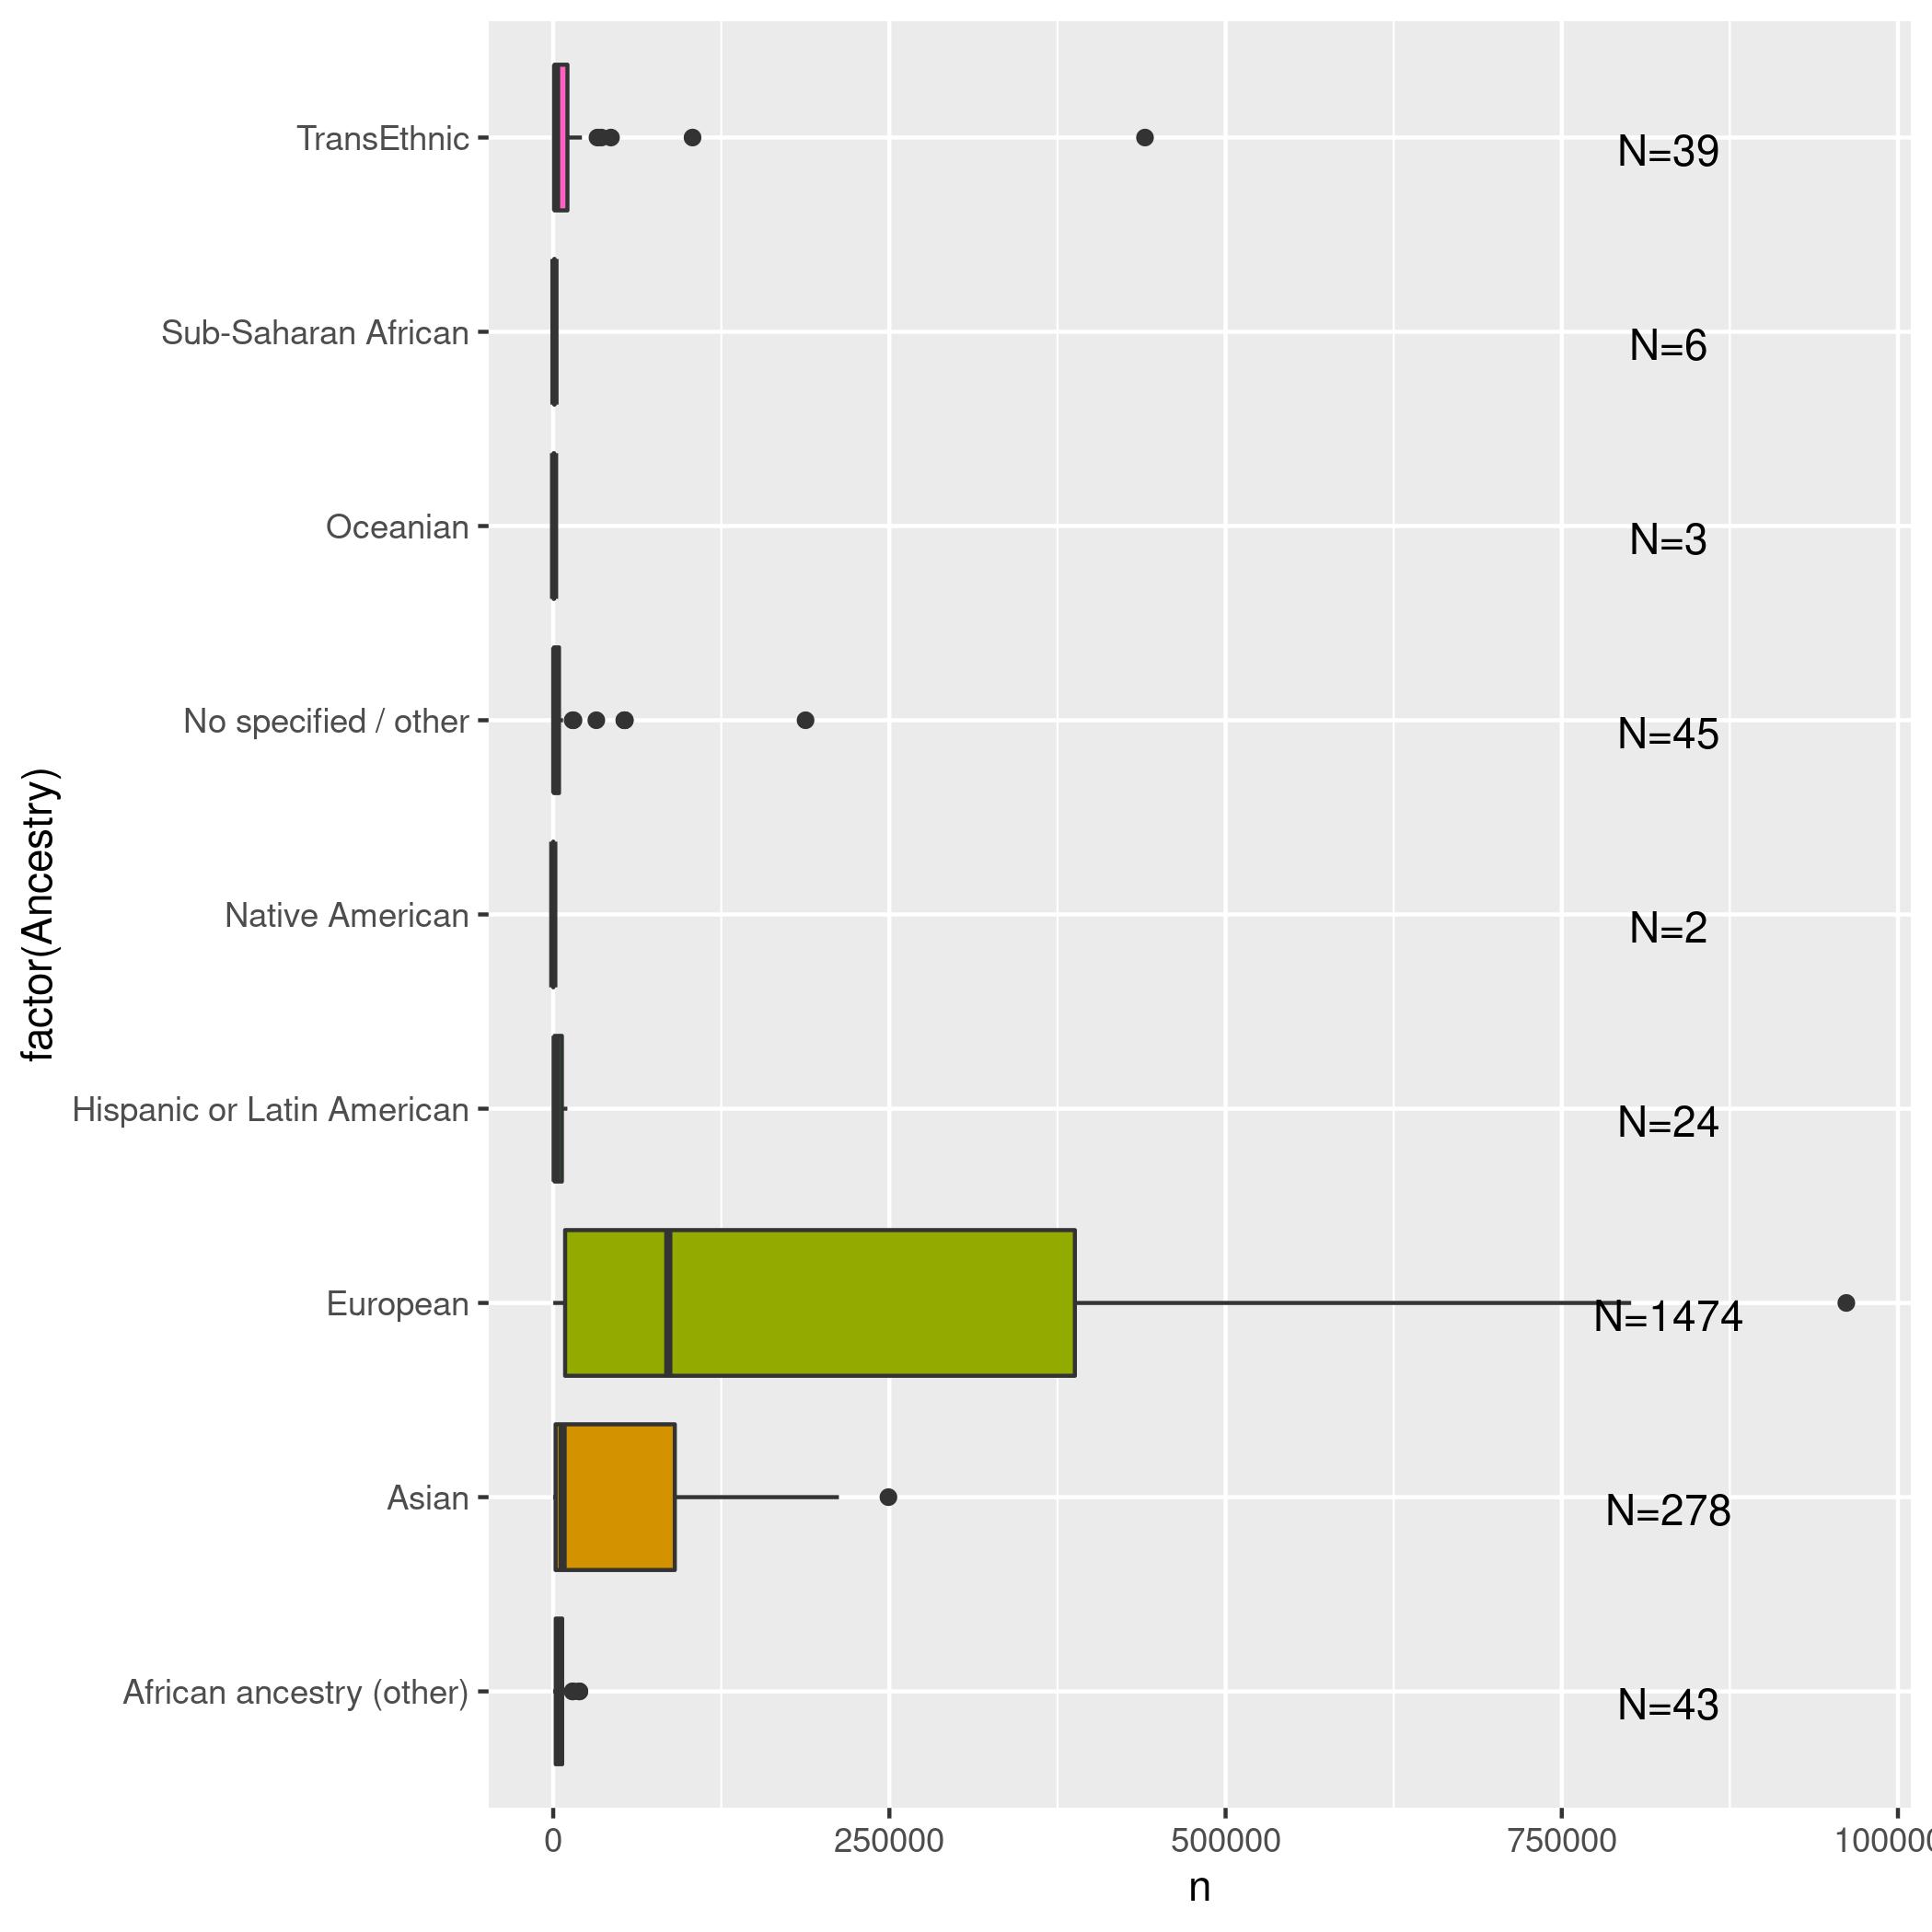 TransEthnic N=39
Sub-Saharan African N=6
Oceanian N=3
No specified / other N=45
Native American N=2
Hispanic or Latin American N=24
European N=1474
Asian N=278
African ancestry (other) N=43
factor(Ancestry)
0 250000 500000 750000 100000
n